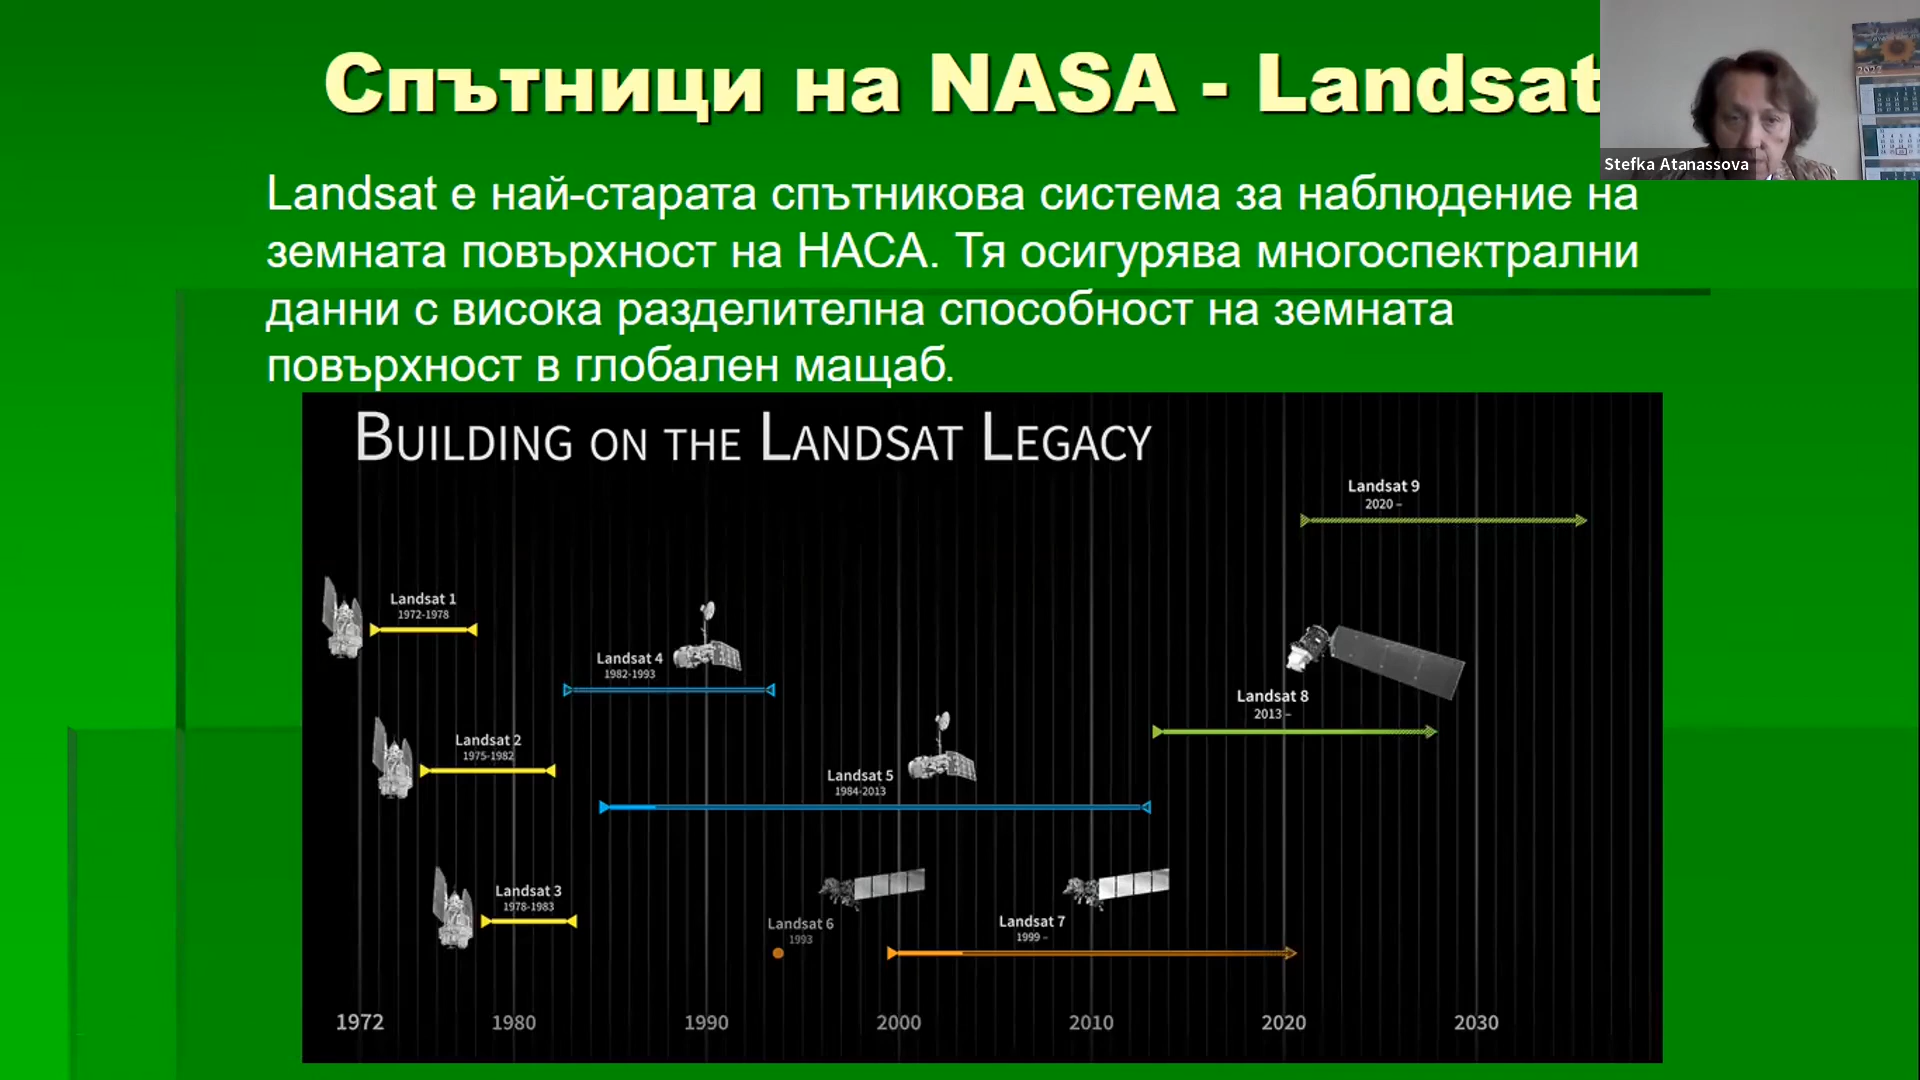 Спътници на NASA - Landsat
2022
Stefka Atanassova
Landsat е най-старата спътникова система за наблюдение на
земната повърхност на НАСА. Тя осигурява многоспектрални
данни с висока разделителна способност на земната
повърхност в глобален мащаб.
BUILDING ON THE LANDSAT LEGACY
Landsat 9
2020 –
Landsat 1
1972-1978
Landsat 4
1982-1993
Landsat 8
2013 –
Landsat 2
1975-1982
Landsat 5
1984-2013
Landsat 3
1978-1983
Landsat 6
1993
Landsat 7
1999 –
1972 1980 1990 2000 2010 2020 2030